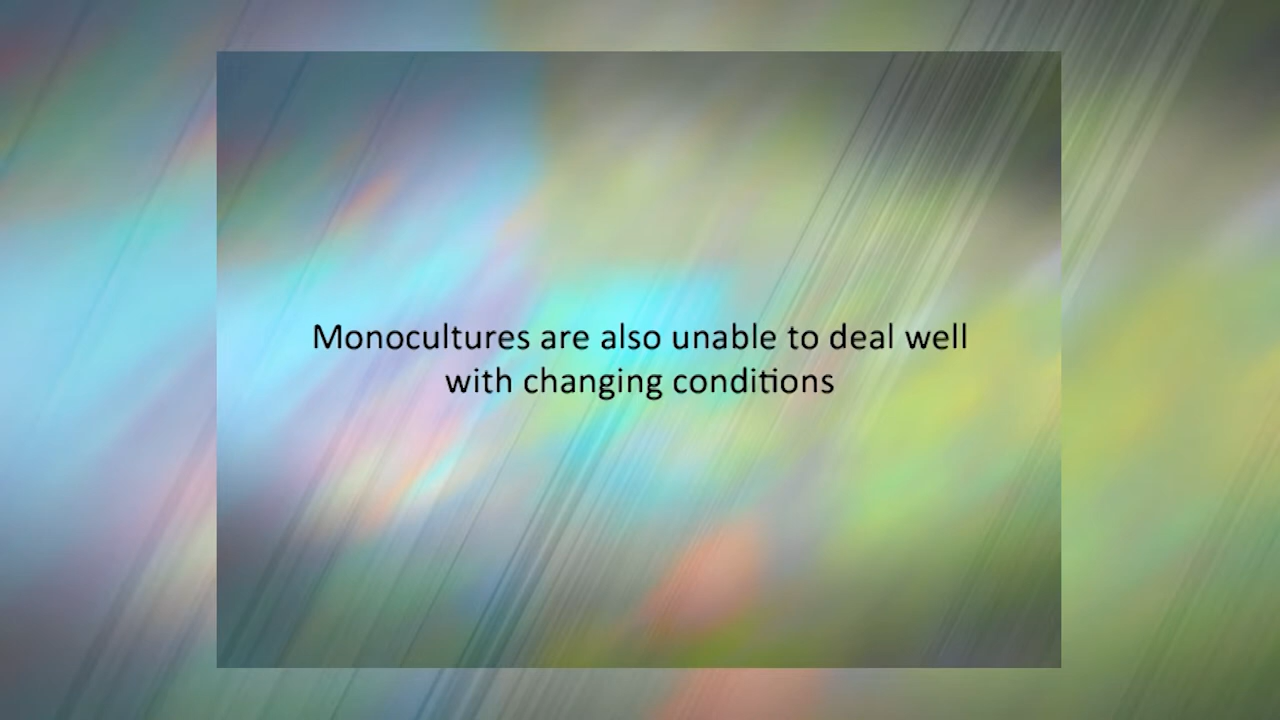 Monocultures are also unable to deal well
with changing conditions